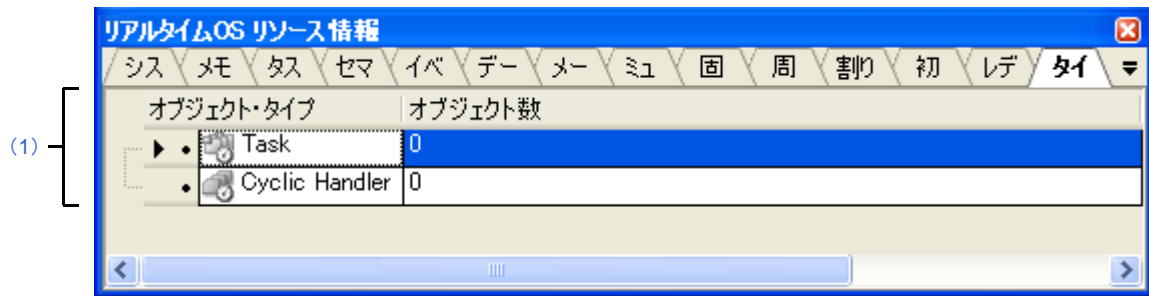 リアルタイムOS リソース情報
シス メモ タス セマ イベ デー メー ミュ 固 周 割り 初 レデ タイ
オブジェクト・タイプ オブジェクト数
(1)
Task 0
Cyclic Handler 0